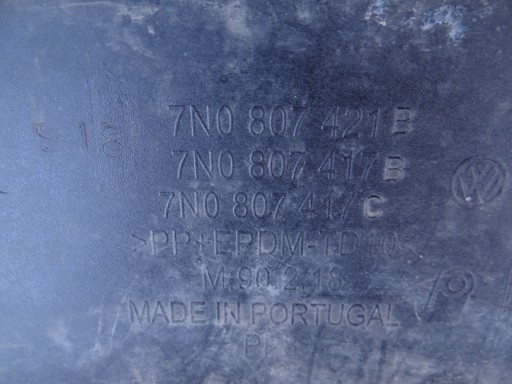 7N0 807 421 B
7N0 807 417 B
7N0 807 417 C
>PP+EPDM-TD10<
M-90.2.18
MADE IN PORTUGAL